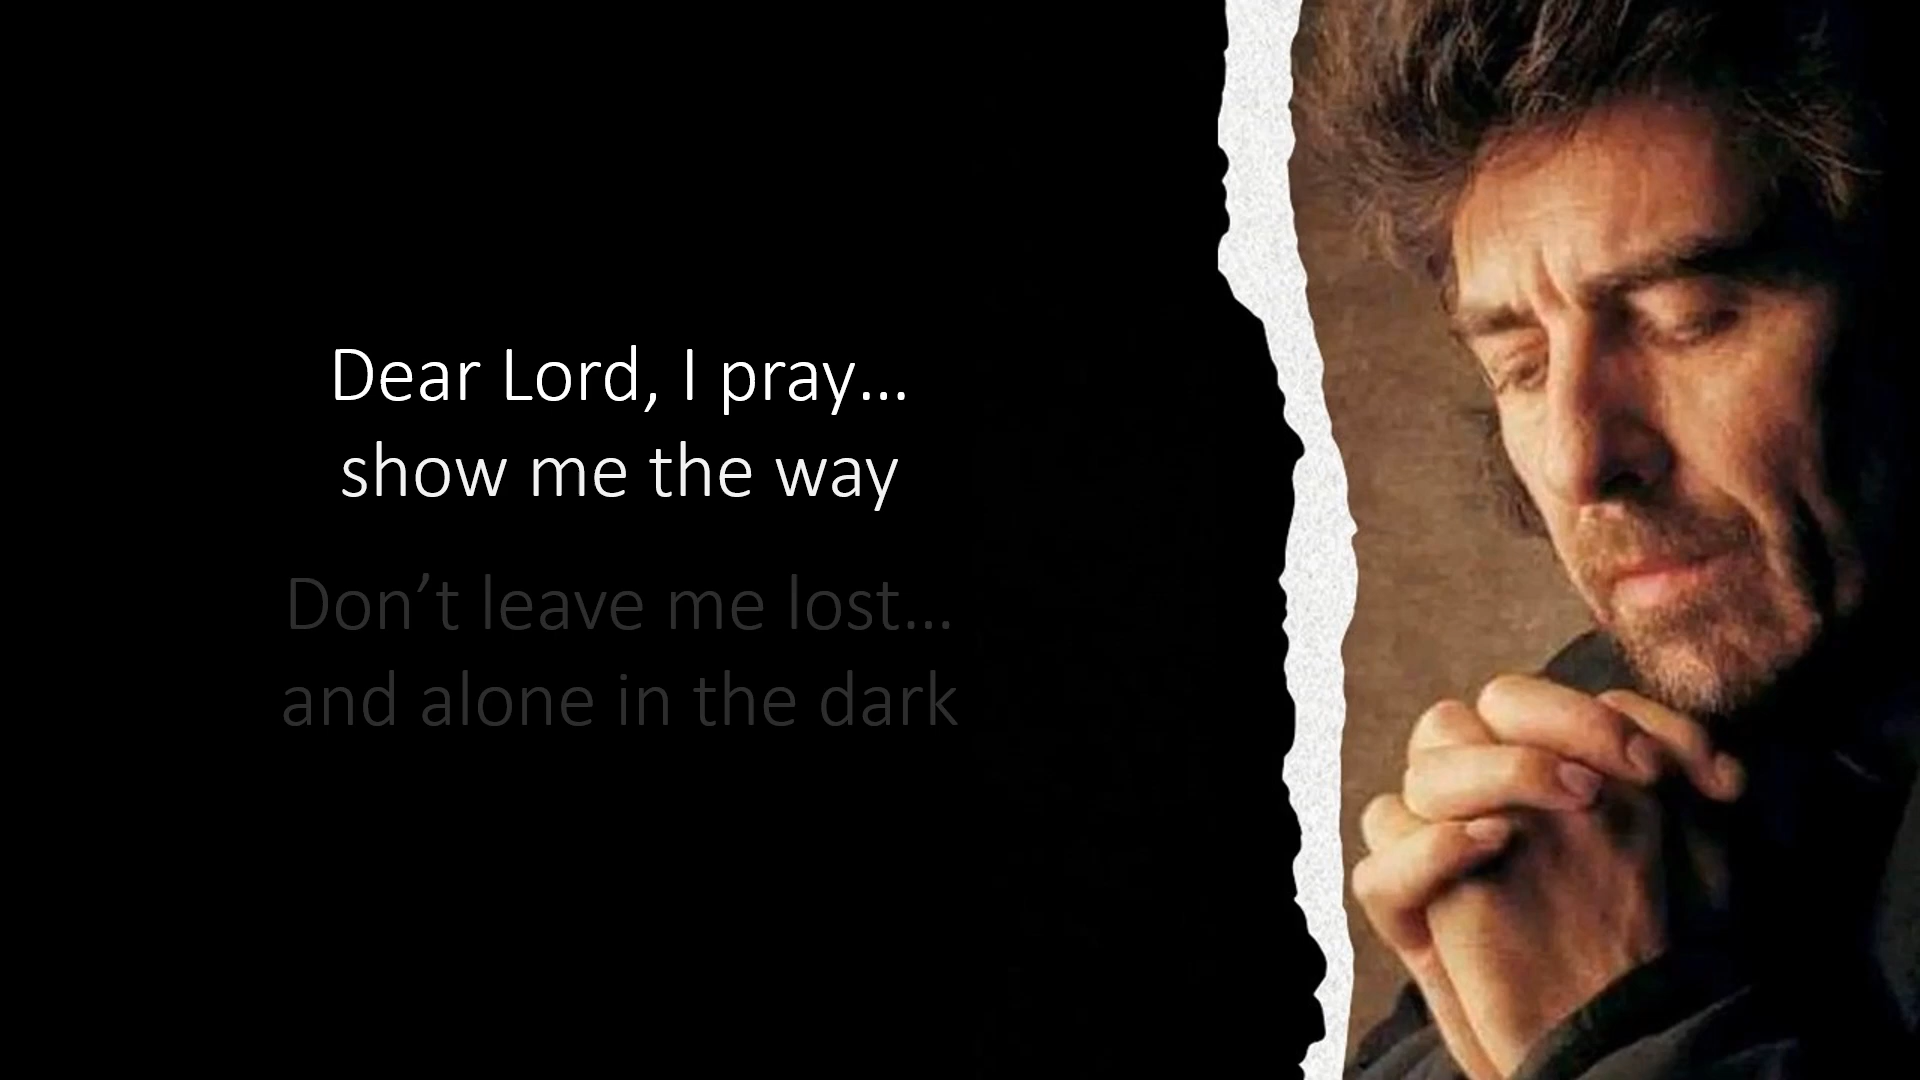 Dear Lord, I pray…
show me the way
Don’t leave me lost…
and alone in the dark